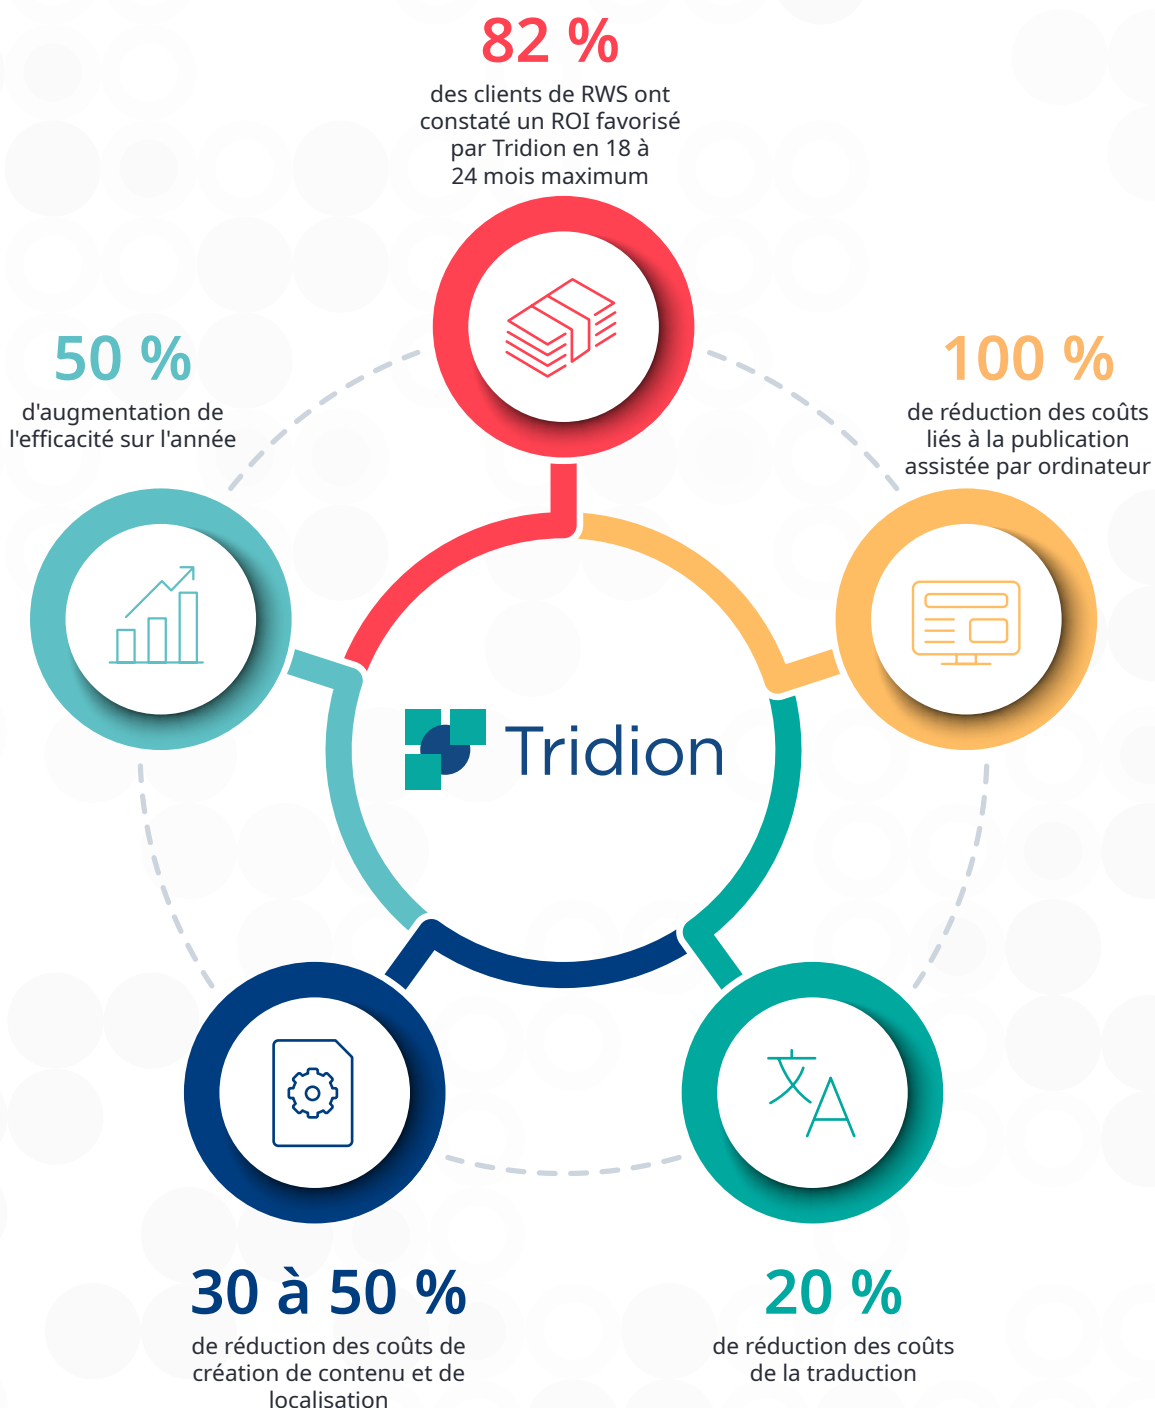 82 %
des clients de RWS ont
constaté un ROI favorisé
par Tridion en 18 à
24 mois maximum
50 %
d'augmentation de
l'efficacité sur l'année
100 %
de réduction des coûts
liés à la publication
assistée par ordinateur
Tridion
文A
30 à 50 %
de réduction des coûts de
création de contenu et de
localisation
20 %
de réduction des coûts
de la traduction